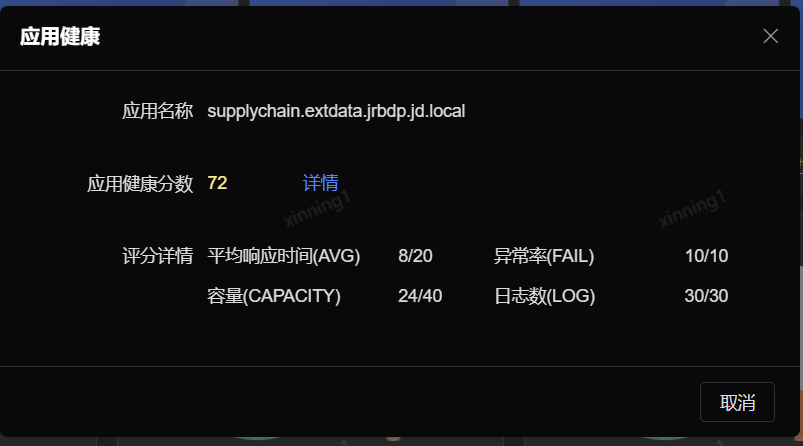 应用健康
应用名称 supplychain.extdata.jrbdp.jd.local
应用健康分数 72 详情
xinning1 xinning1
评分详情 平均响应时间(AVG) 8/20 异常率(FAIL) 10/10
容量(CAPACITY) 24/40 日志数(LOG) 30/30
取消